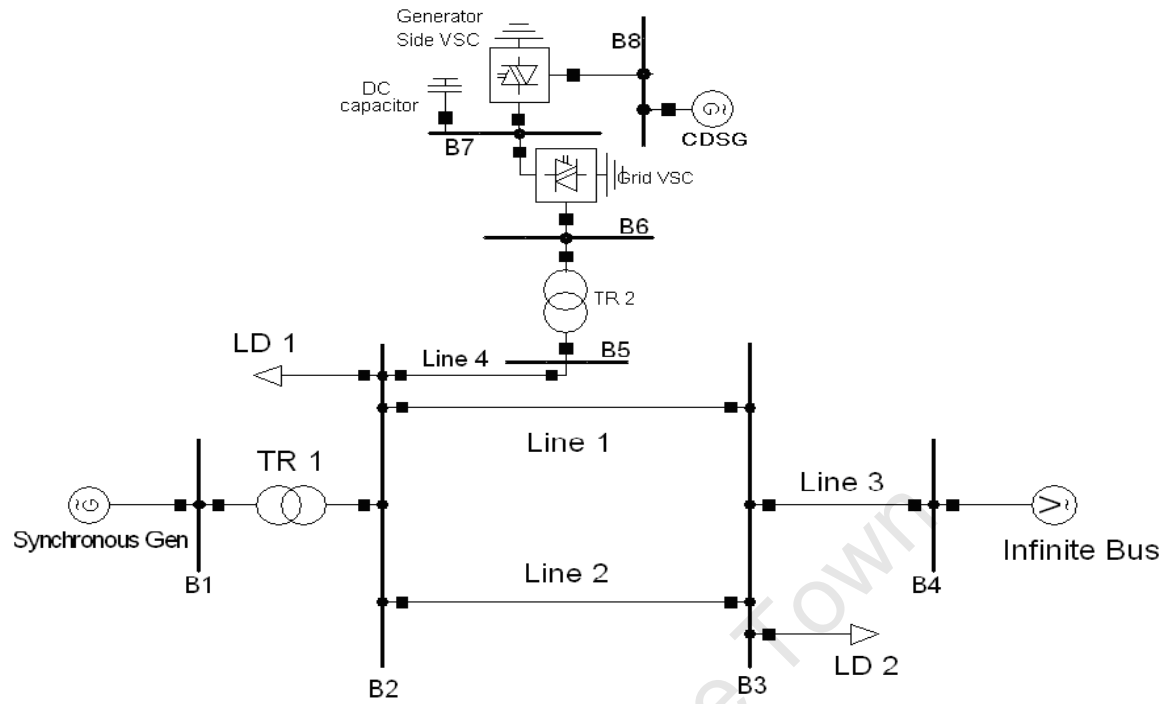 Generator
Side VSC
B8
DC
capacitor
G~
CDSG
B7
Grid VSC
B6
TR 2
LD 1
Line 4
B5
Line 1
TR 1
Line 3
G~
V~
Synchronous Gen
Infinite Bus
Line 2
B1
B4
LD 2
B2
B3
e Town